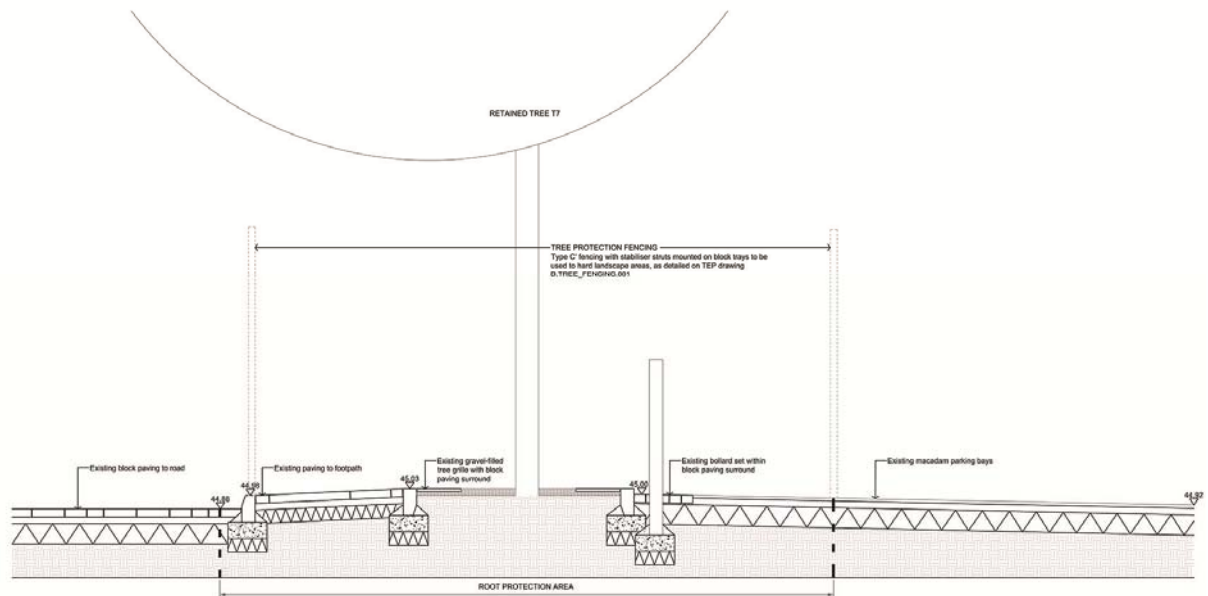 RETAINED TREE T7
TREE PROTECTION FENCING
Type C' fencing with stabiliser struts mounted on block trays to be
used to hard landscape areas, as detailed on TEP drawing
D.TREE_FENCING.001
Existing block paving to road
Existing paving to footpath
Existing gravel-filled
tree grille with block
paving surround
Existing bollard set within
block paving surround
Existing macadam parking bays
44.98
45.03
45.00
44.92
ROOT PROTECTION AREA